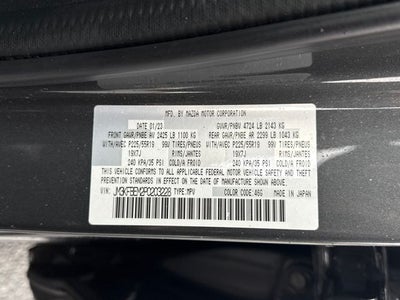 MFD. BY MAZDA MOTOR CORPORATION
DATE 01/23 GVWR/PNBV 4724 LB 2143 KG
FRONT GAWR/PNBE AV 2425 LB 1100 KG REAR GAWR/PNBE AR 2299 LB 1043 KG
WITH/AVEC P225/55R19 99V TIRES/PNEUS WITH/AVEC P225/55R19 99V TIRES/PNEUS
19X7J RIMS/JANTES 19X7J RIMS/JANTES
240 KPA/35 PSI COLD/A FROID 240 KPA/35 PSI COLD/A FROID
THIS VEHICLE CONFORMS TO ALL APPLICABLE FEDERAL MOTOR VEHICLE SAFETY AND THEFT
PREVENTION STANDARDS IN EFFECT ON THE DATE OF MANUFACTURE SHOWN ABOVE.
VIN: TYPE:MPV COLOR CODE:46G MADE IN JAPAN